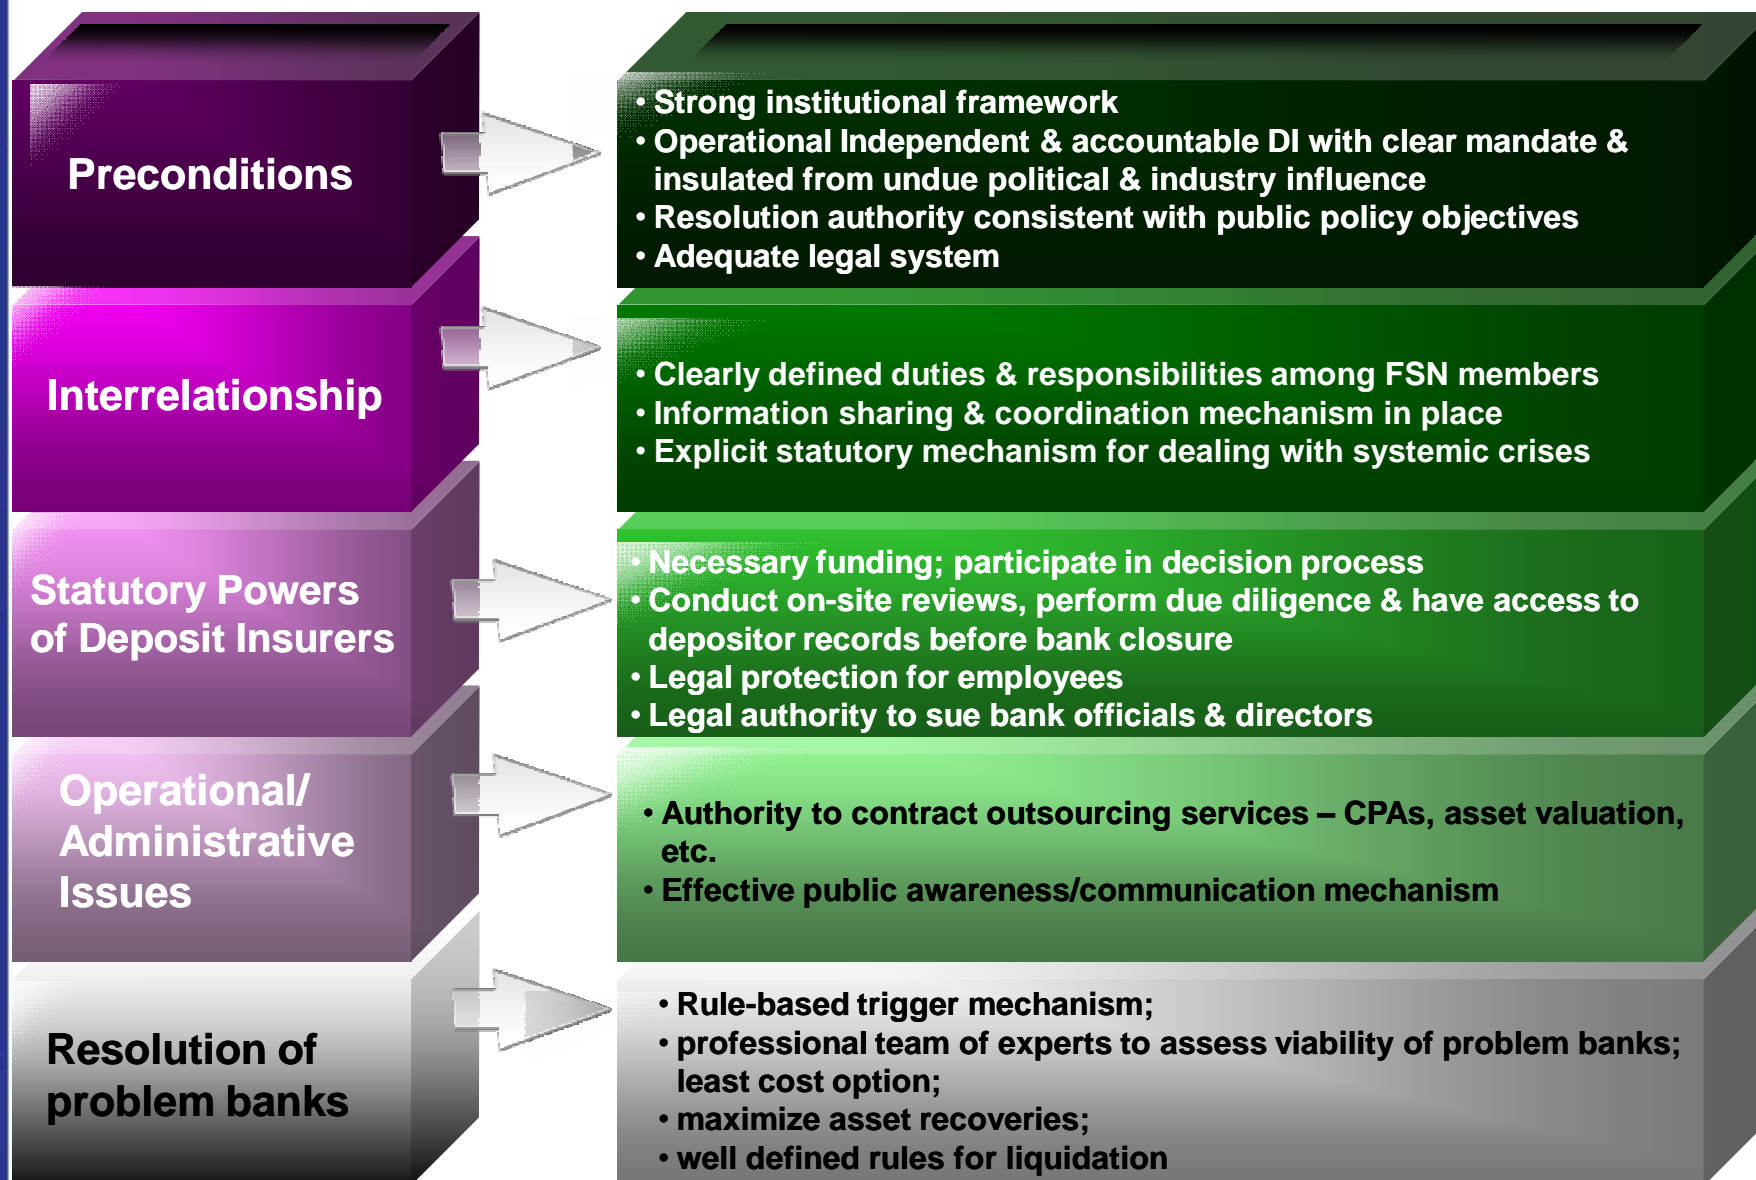 Preconditions
• Strong institutional framework
• Operational Independent & accountable DI with clear mandate &
insulated from undue political & industry influence
• Resolution authority consistent with public policy objectives
• Adequate legal system
Interrelationship
• Clearly defined duties & responsibilities among FSN members
• Information sharing & coordination mechanism in place
• Explicit statutory mechanism for dealing with systemic crises
Statutory Powers
of Deposit Insurers
• Necessary funding; participate in decision process
• Conduct on-site reviews, perform due diligence & have access to
depositor records before bank closure
• Legal protection for employees
• Legal authority to sue bank officials & directors
Operational/
Administrative
Issues
• Authority to contract outsourcing services – CPAs, asset valuation,
etc.
• Effective public awareness/communication mechanism
Resolution of
problem banks
• Rule-based trigger mechanism;
• professional team of experts to assess viability of problem banks;
least cost option;
• maximize asset recoveries;
• well defined rules for liquidation